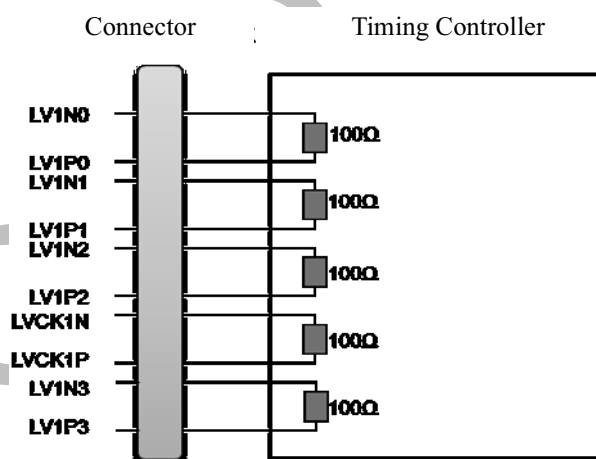 Connector Timing Controller
LV1N0
100Ω
LV1P0
LV1N1
100Ω
LV1P1
LV1N2
100Ω
LV1P2
LVCK1N
100Ω
LVCK1P
LV1N3
100Ω
LV1P3